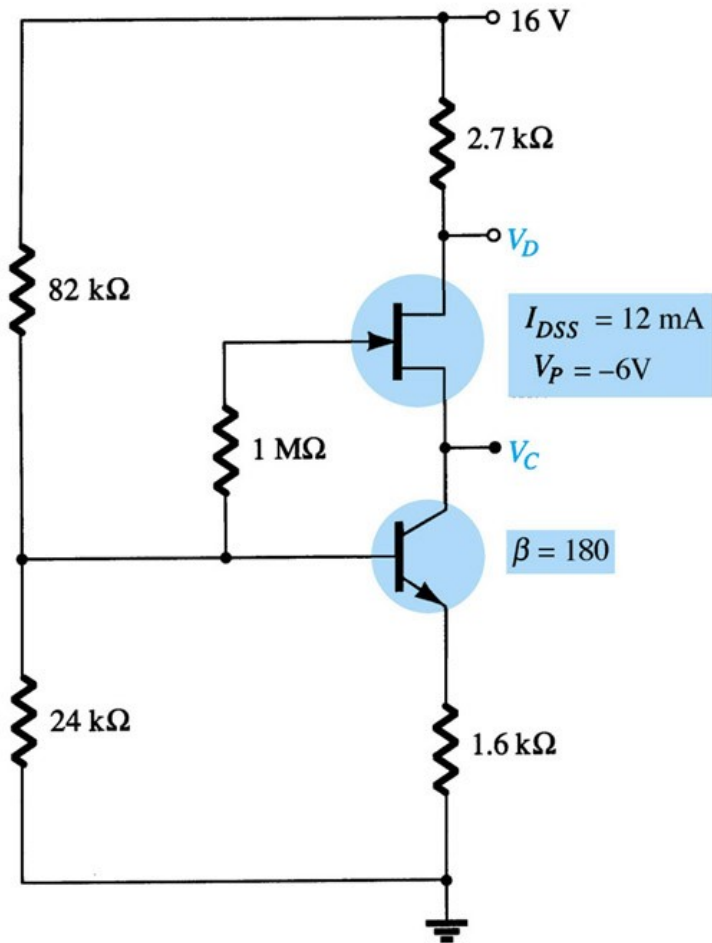 16 V
2.7 kΩ
V_D
82 kΩ
I_DSS = 12 mA
V_P = –6V
1 MΩ
V_C
β = 180
24 kΩ
1.6 kΩ